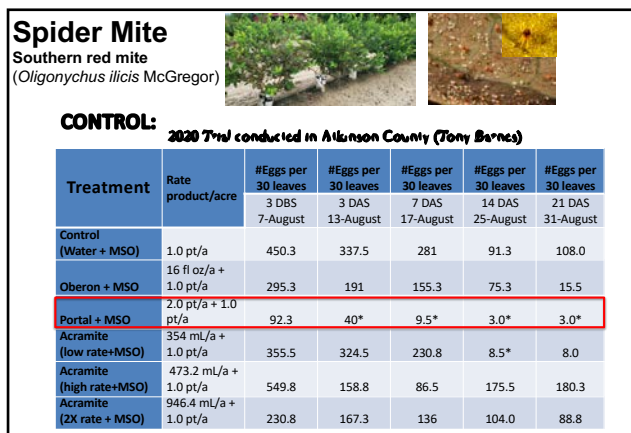 Spider Mite
Southern red mite
(Oligonychus ilicis McGregor)
CONTROL:
2020 Trial conducted in Atkinson County (Tony Barnes)
Treatment
Rate
product/acre
#Eggs per
30 leaves
#Eggs per
30 leaves
#Eggs per
30 leaves
#Eggs per
30 leaves
#Eggs per
30 leaves
3 DBS
7-August
3 DAS
13-August
7 DAS
17-August
14 DAS
25-August
21 DAS
31-August
Control
(Water + MSO)
1.0 pt/a
450.3
337.5
281
91.3
108.0
Oberon + MSO
16 fl oz/a +
1.0 pt/a
295.3
191
155.3
75.3
15.5
Portal + MSO
2.0 pt/a + 1.0
pt/a
92.3
40*
9.5*
3.0*
3.0*
Acramite
(low rate+MSO)
354 mL/a +
1.0 pt/a
355.5
324.5
230.8
8.5*
8.0
Acramite
(high rate+MSO)
473.2 mL/a +
1.0 pt/a
549.8
158.8
86.5
175.5
180.3
Acramite
(2X rate + MSO)
946.4 mL/a +
1.0 pt/a
230.8
167.3
136
104.0
88.8